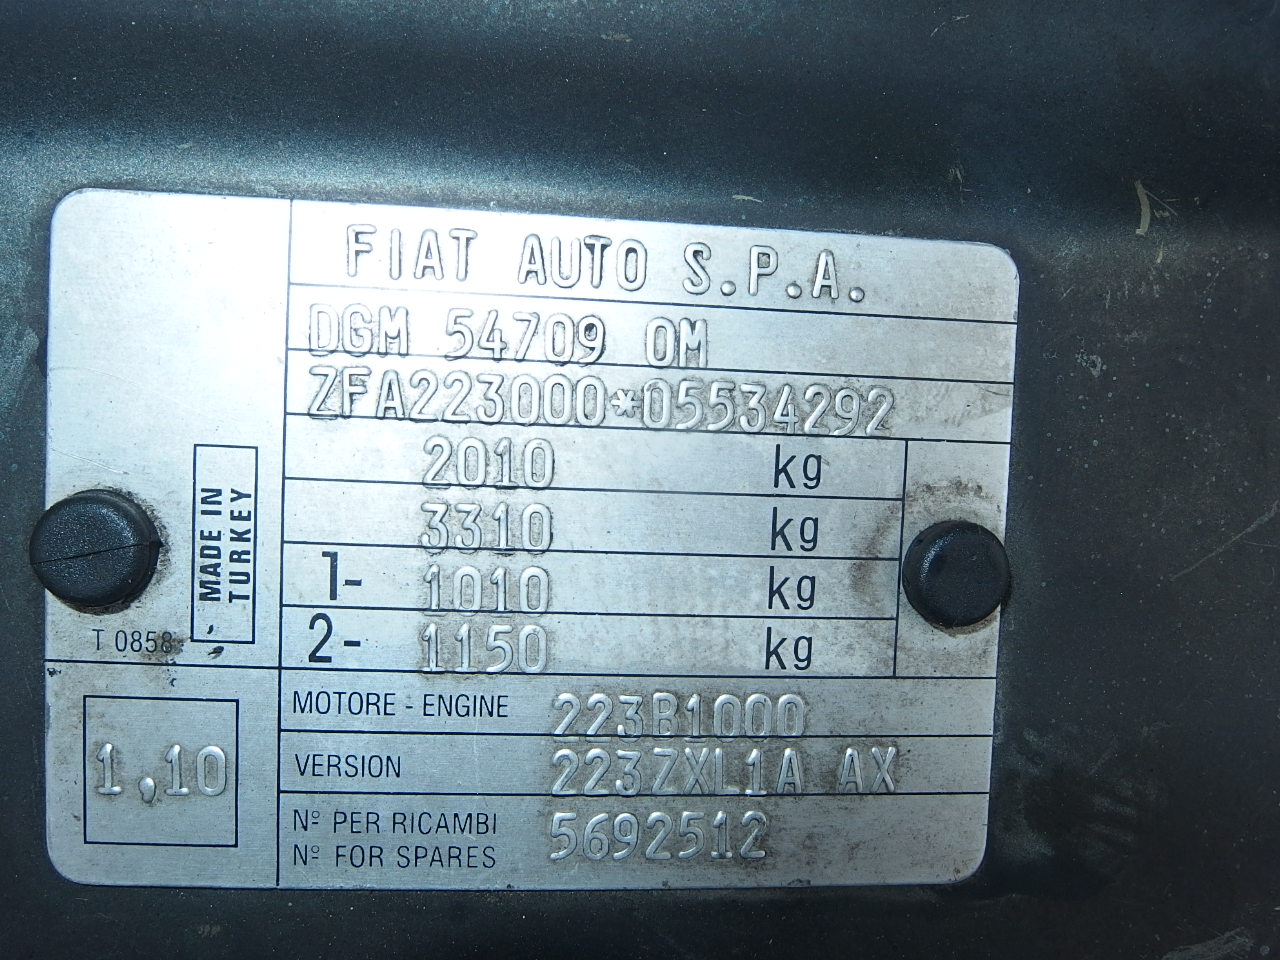 FIAT AUTO S.P.A.
DGM 54709 OM
ZFA223000*05534292
2010 kg
3310 kg
1- 1010 kg
2- 1150 kg
MADE IN
TURKEY
T 0858
MOTORE - ENGINE 223B1000
1,10
VERSION 223ZXL1A AX
Nº PER RICAMBI
Nº FOR SPARES
5692512